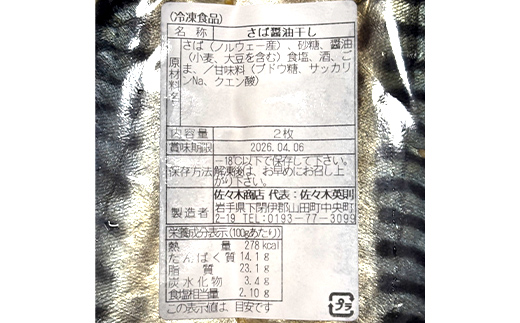 (冷凍食品)
名称 さば醤油干し
原材料名 さば（ノルウェー産）、砂糖、醤油
（小麦、大豆を含む）食塩、酒、ご
ま、／甘味料（ブドウ糖、サッカリ
ンNa、クエン酸）
内容量 2枚
賞味期限 2026.04.06
保存方法 －18℃以下で保存して下さい。
解凍後は、お早めにお召し上
がり下さい。
製造者 佐々木商店 代表：佐々木英則
岩手県下閉伊郡山田町中央町
2-19 TEL:0193-77-3099
栄養成分表示(100gあたり)
熱量 278kcal
たんぱく質 14.1g
脂質 23.1g
炭水化物 3.4g
食塩相当量 2.10g
この表示値は、目安です
プラ